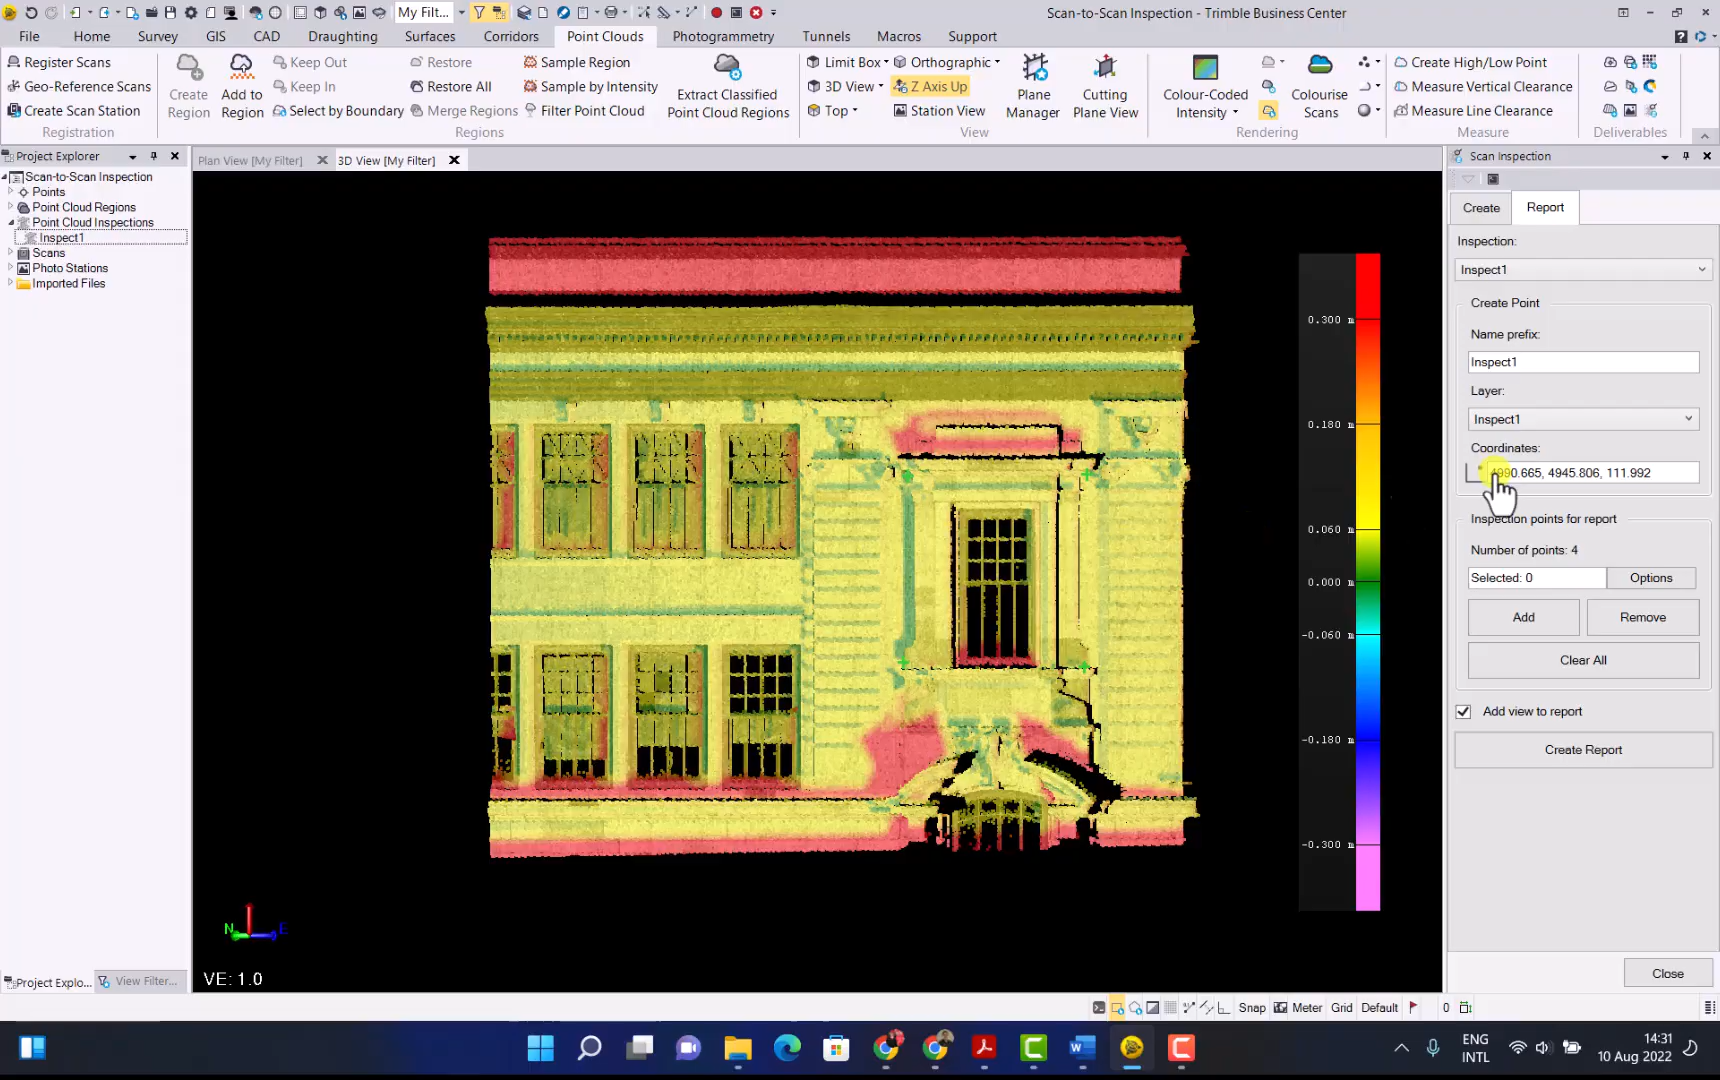 My Filt...
Scan-to-Scan Inspection - Trimble Business Center
File Home Survey GIS CAD Draughting Surfaces Corridors Point Clouds Photogrammetry Tunnels Macros Support
Register Scans
Geo-Reference Scans
Create Scan Station
Registration
Create Region
Add to Region
Keep Out
Keep In
Select by Boundary
Restore
Restore All
Merge Regions
Sample Region
Sample by Intensity
Filter Point Cloud
Extract Classified Point Cloud Regions
Regions
Limit Box
3D View
Top
Orthographic
Z Axis Up
Station View
Plane Manager
Cutting Plane View
View
Colour-Coded Intensity
Colourise Scans
Rendering
Create High/Low Point
Measure Vertical Clearance
Measure Line Clearance
Measure
Deliverables
Project Explorer
Scan-to-Scan Inspection
Points
Point Cloud Regions
Point Cloud Inspections
Inspect1
Scans
Photo Stations
Imported Files
Plan View [My Filter]
3D View [My Filter]
0.300 m
0.180 m
0.060 m
0.000 m
-0.060 m
-0.180 m
-0.300 m
N E
VE: 1.0
Scan Inspection
Create Report
Inspection:
Inspect1
Create Point
Name prefix:
Inspect1
Layer:
Inspect1
Coordinates:
4990.665, 4945.806, 111.992
Inspection points for report
Number of points: 4
Selected: 0
Options
Add Remove
Clear All
Add view to report
Create Report
Close
Project Explo...
View Filter...
Snap Meter Grid Default 0
ENG
INTL
14:31
10 Aug 2022